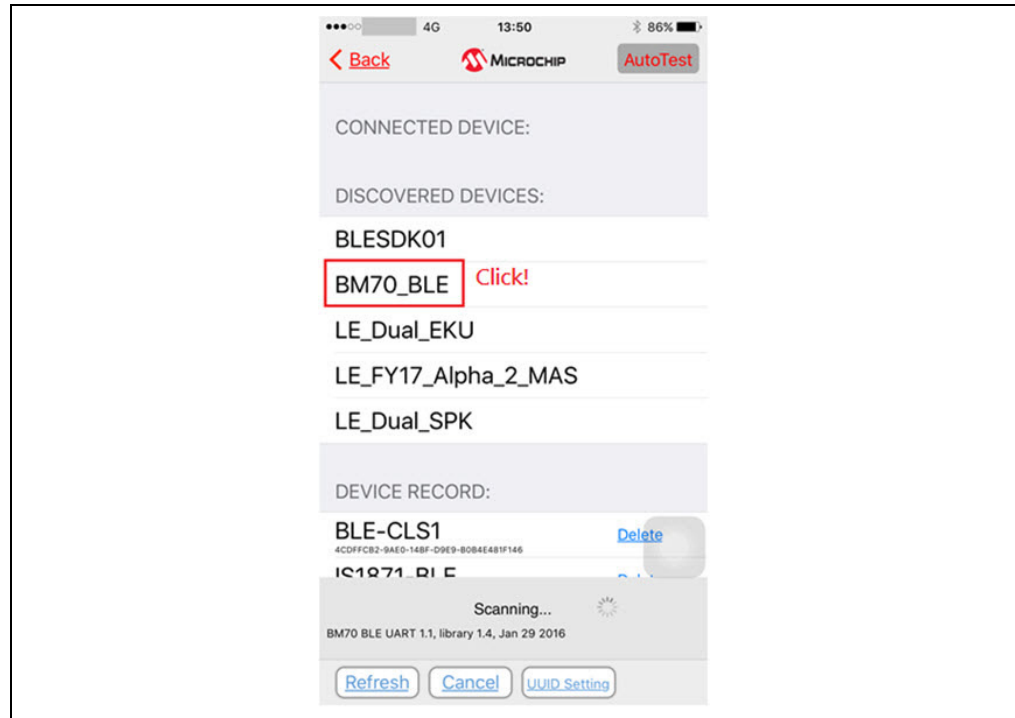 4G 13:50 86%
Back MICROCHIP AutoTest
CONNECTED DEVICE:
DISCOVERED DEVICES:
BLESDK01
BM70_BLE Click!
LE_Dual_EKU
LE_FY17_Alpha_2_MAS
LE_Dual_SPK
DEVICE RECORD:
BLE-CLS1 Delete
4CDFFCB2-9AE0-14BF-D9E9-B0B4E481F146
IS1871-BLE
Scanning...
BM70 BLE UART 1.1, library 1.4, Jan 29 2016
Refresh Cancel UUID Setting